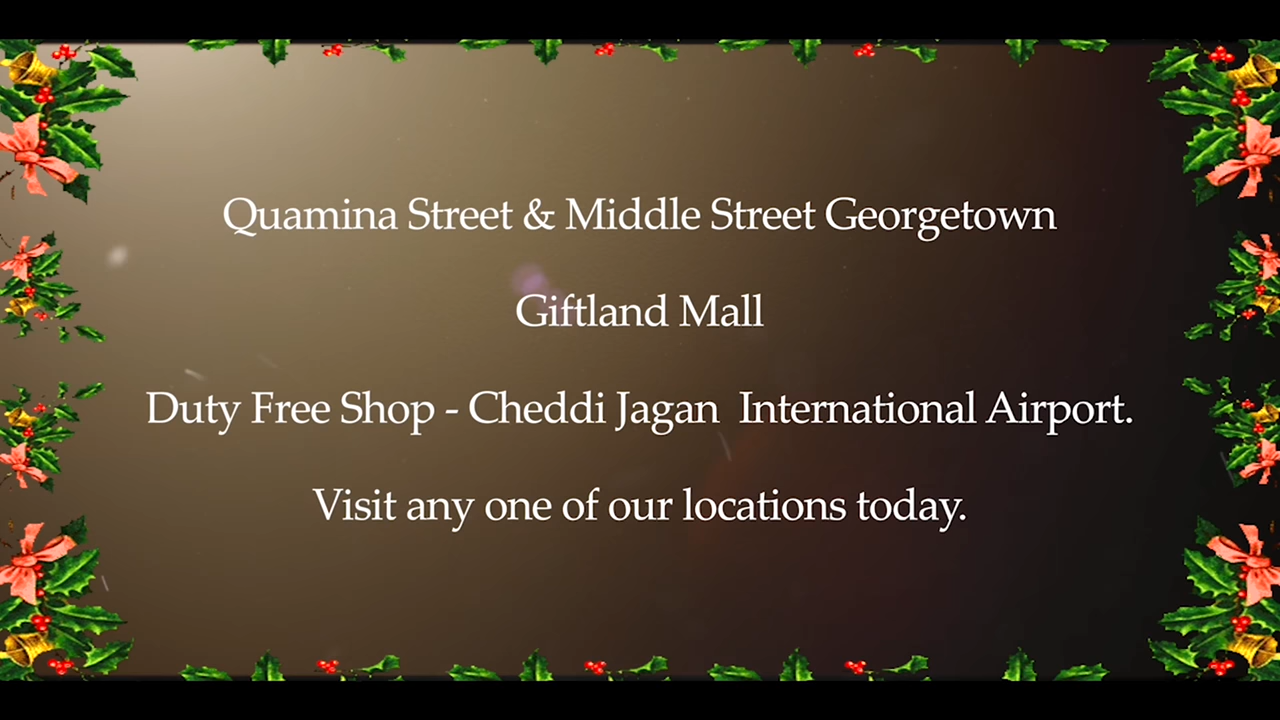 Quamina Street & Middle Street Georgetown
Giftland Mall
Duty Free Shop - Cheddi Jagan International Airport.
Visit any one of our locations today.